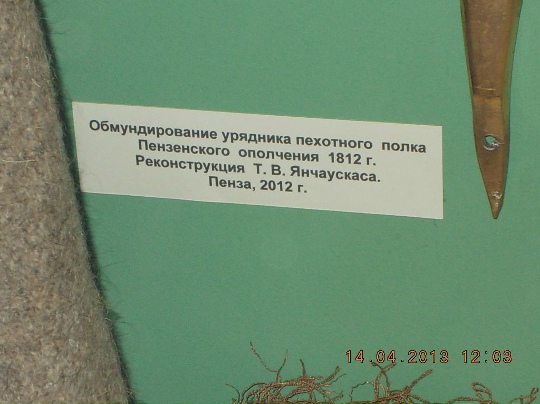 Обмундирование урядника пехотного полка
Пензенского ополчения 1812 г.
Реконструкция Т. В. Янчаускаса.
Пенза, 2012 г.
14.04.2013 12:03